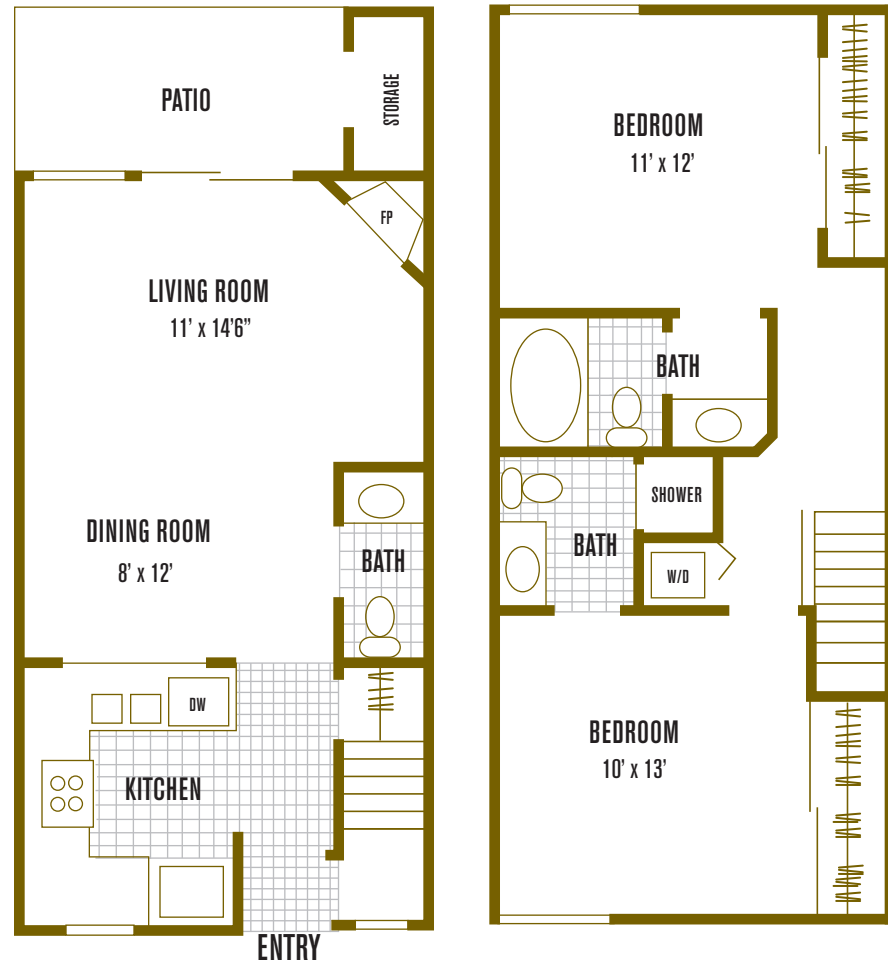 PATIO
STORAGE
FP
LIVING ROOM
11’ x 14’6”
DINING ROOM
8’ x 12’
BATH
DW
KITCHEN
ENTRY
BEDROOM
11’ x 12’
BATH
SHOWER
BATH
W/D
BEDROOM
10’ x 13’